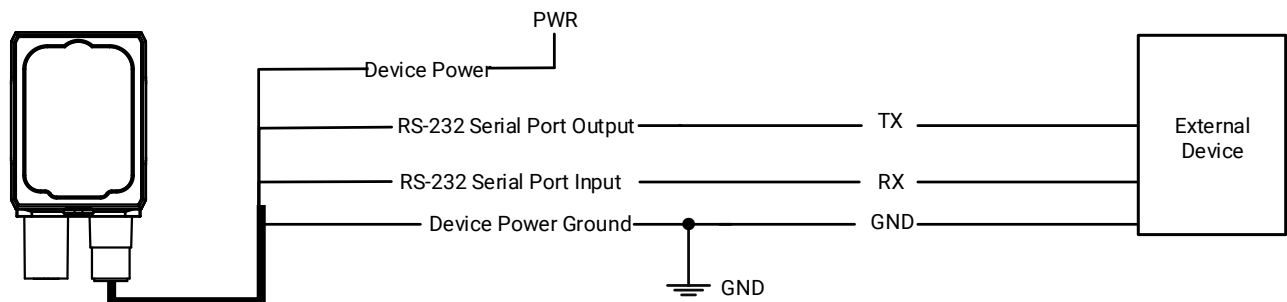 PWR
Device Power
RS-232 Serial Port Output
TX
External
Device
RS-232 Serial Port Input
RX
Device Power Ground
GND
GND